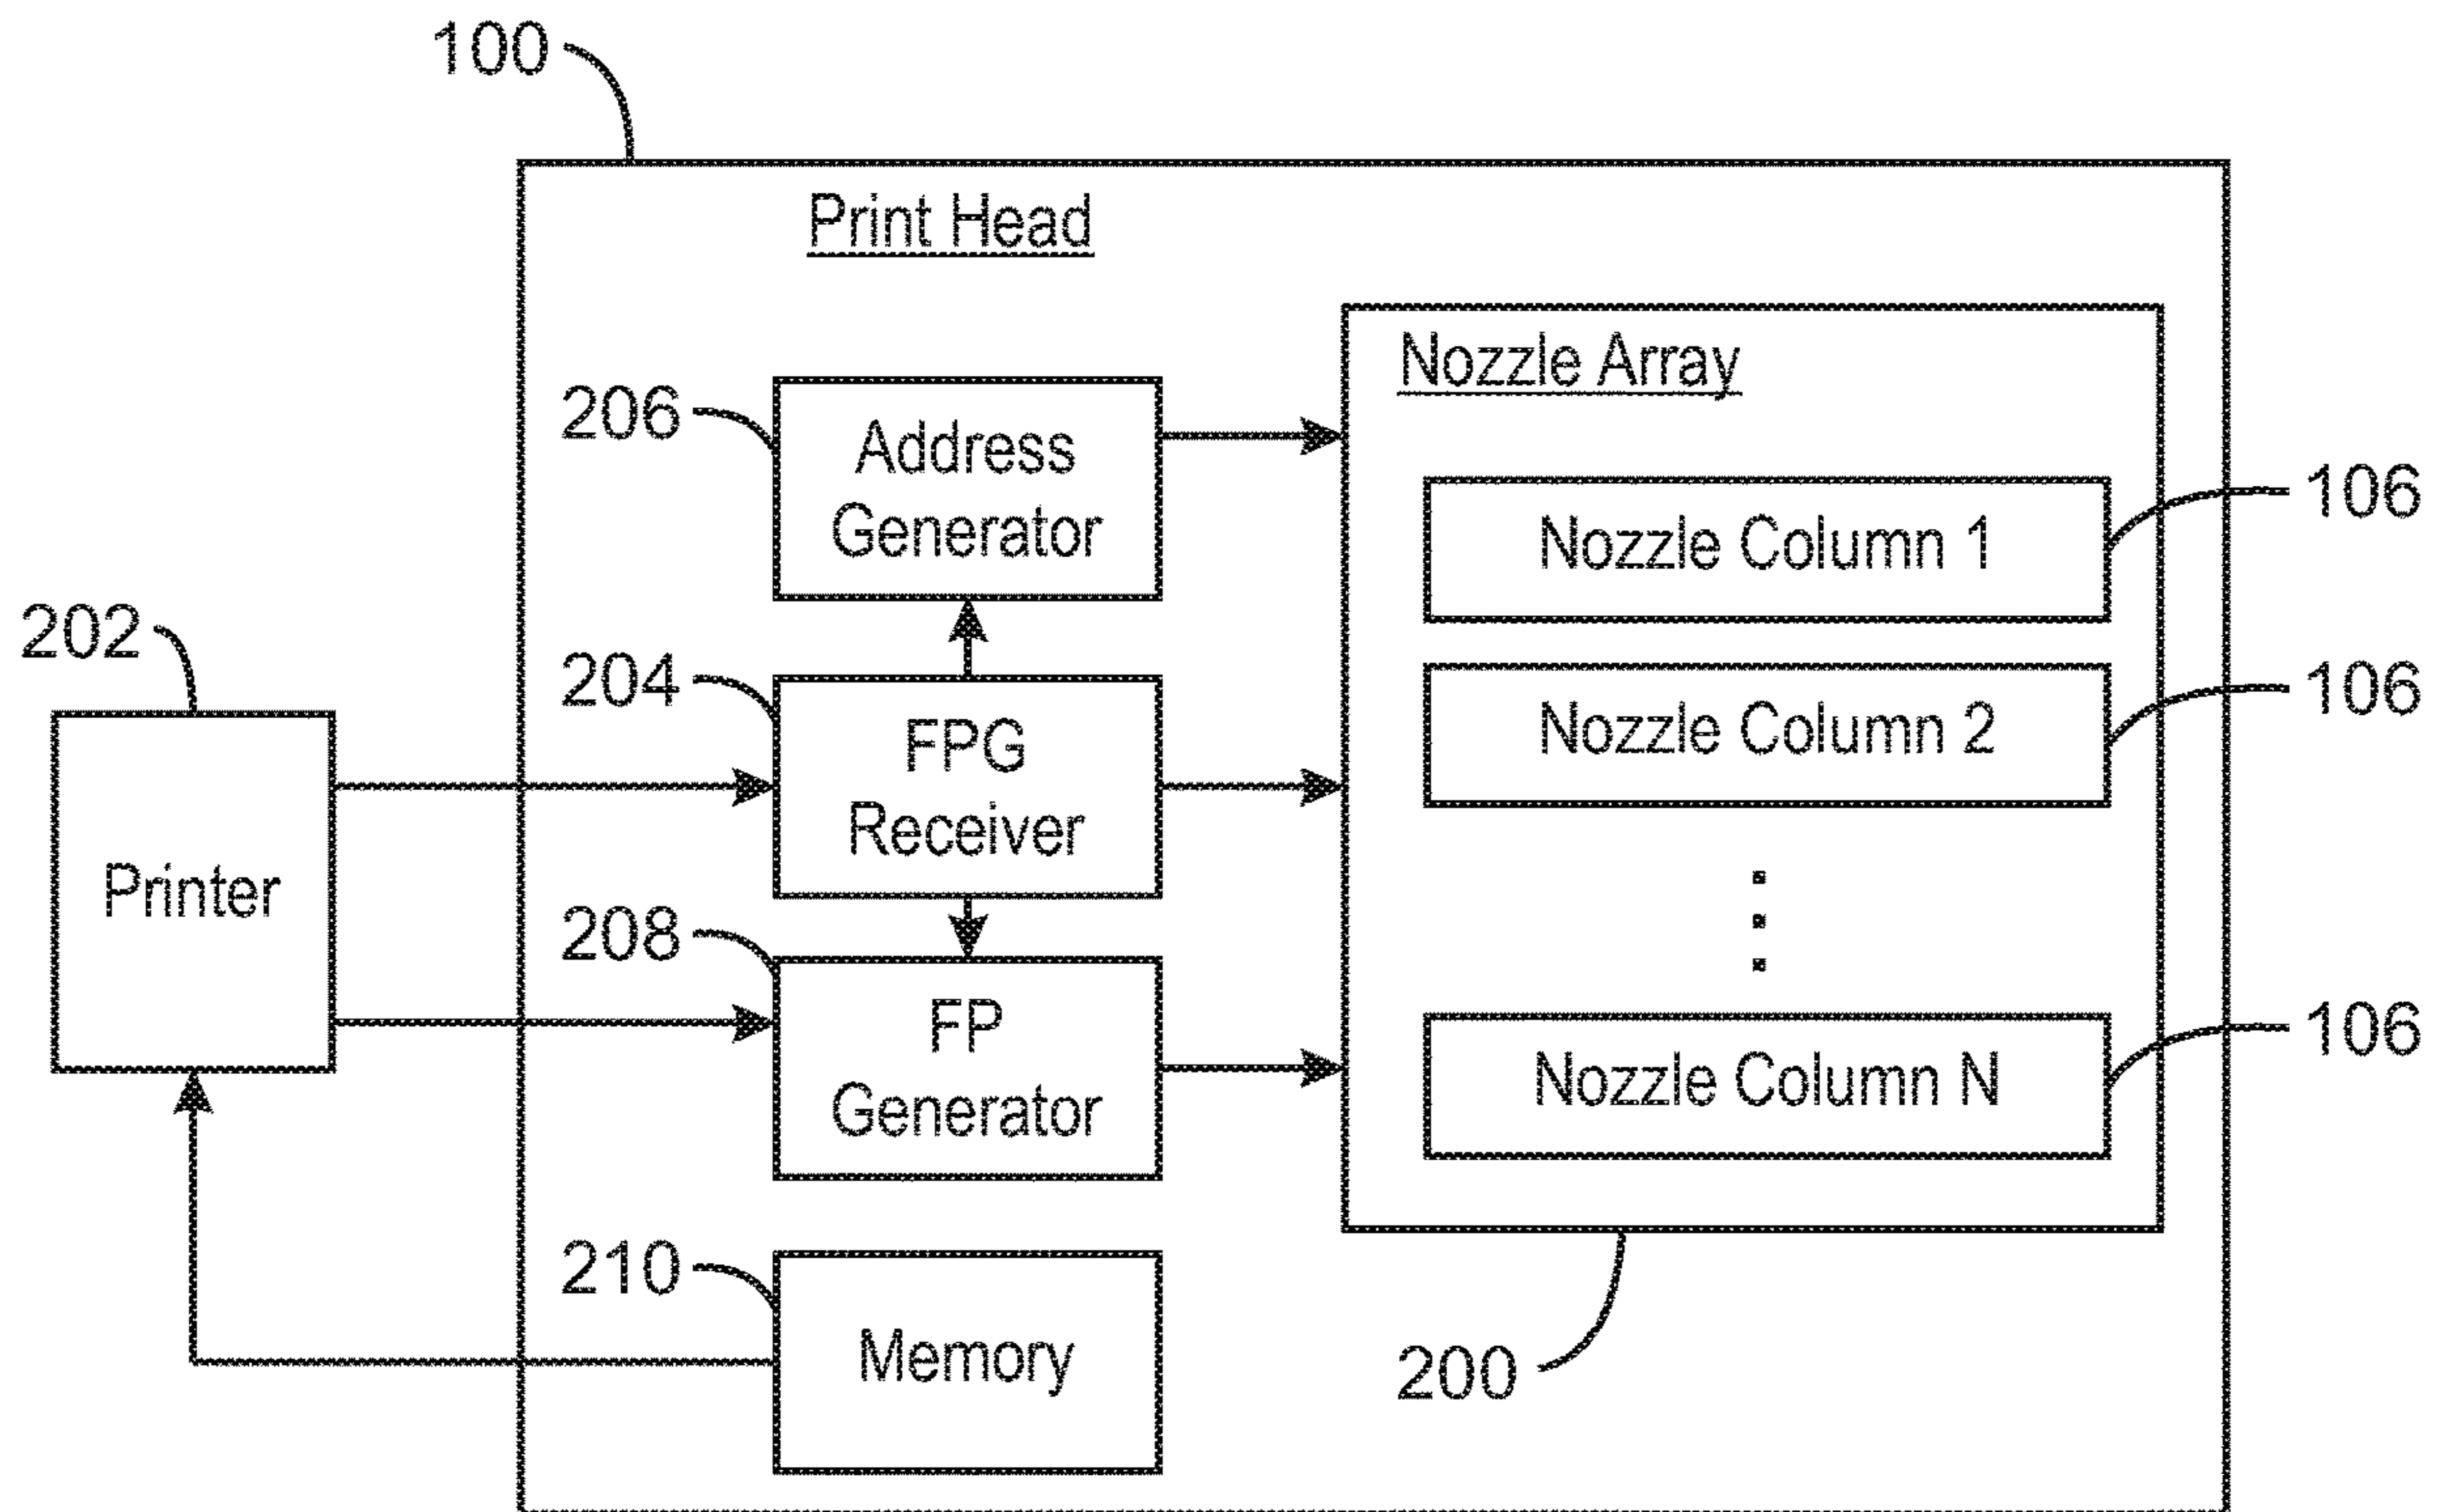 100
Print Head
Nozzle Array
206
Address
Generator
Nozzle Column 1
106
202
204
FPG
Receiver
Nozzle Column 2
106
Printer
208
FP
Generator
Nozzle Column N
106
210
Memory
200